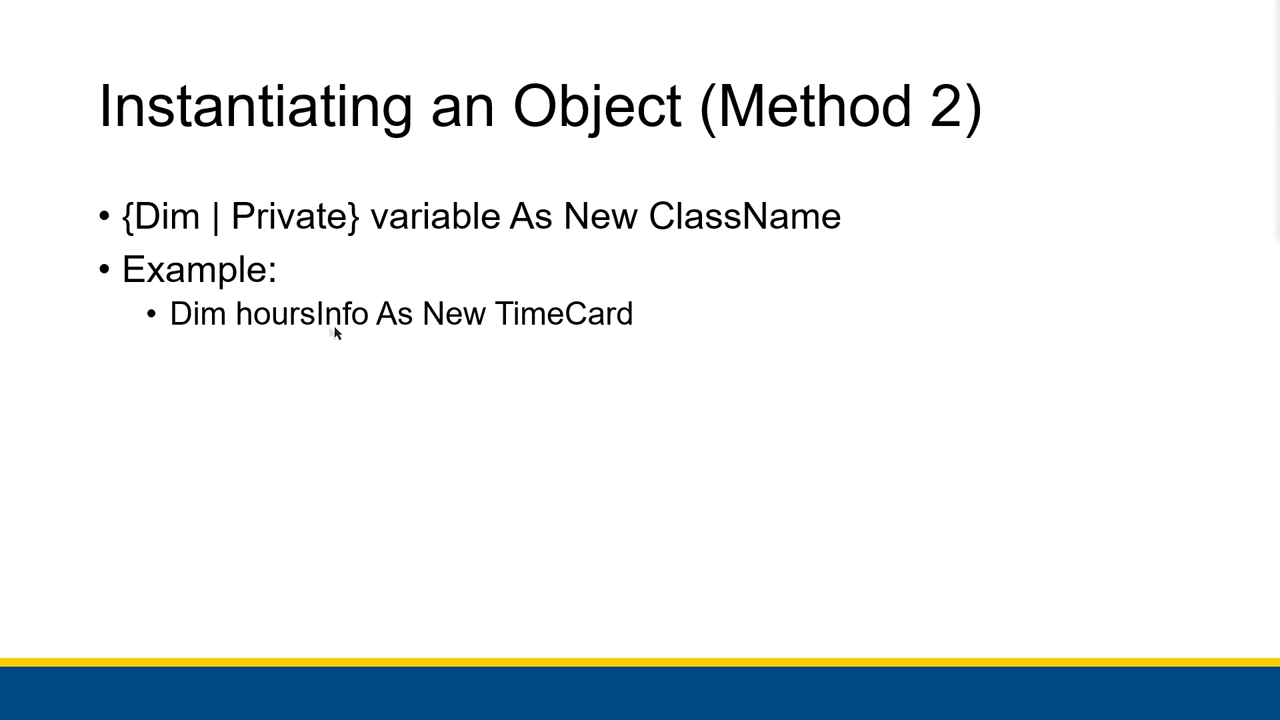 Instantiating an Object (Method 2)
• {Dim | Private} variable As New ClassName
• Example:
• Dim hoursInfo As New TimeCard